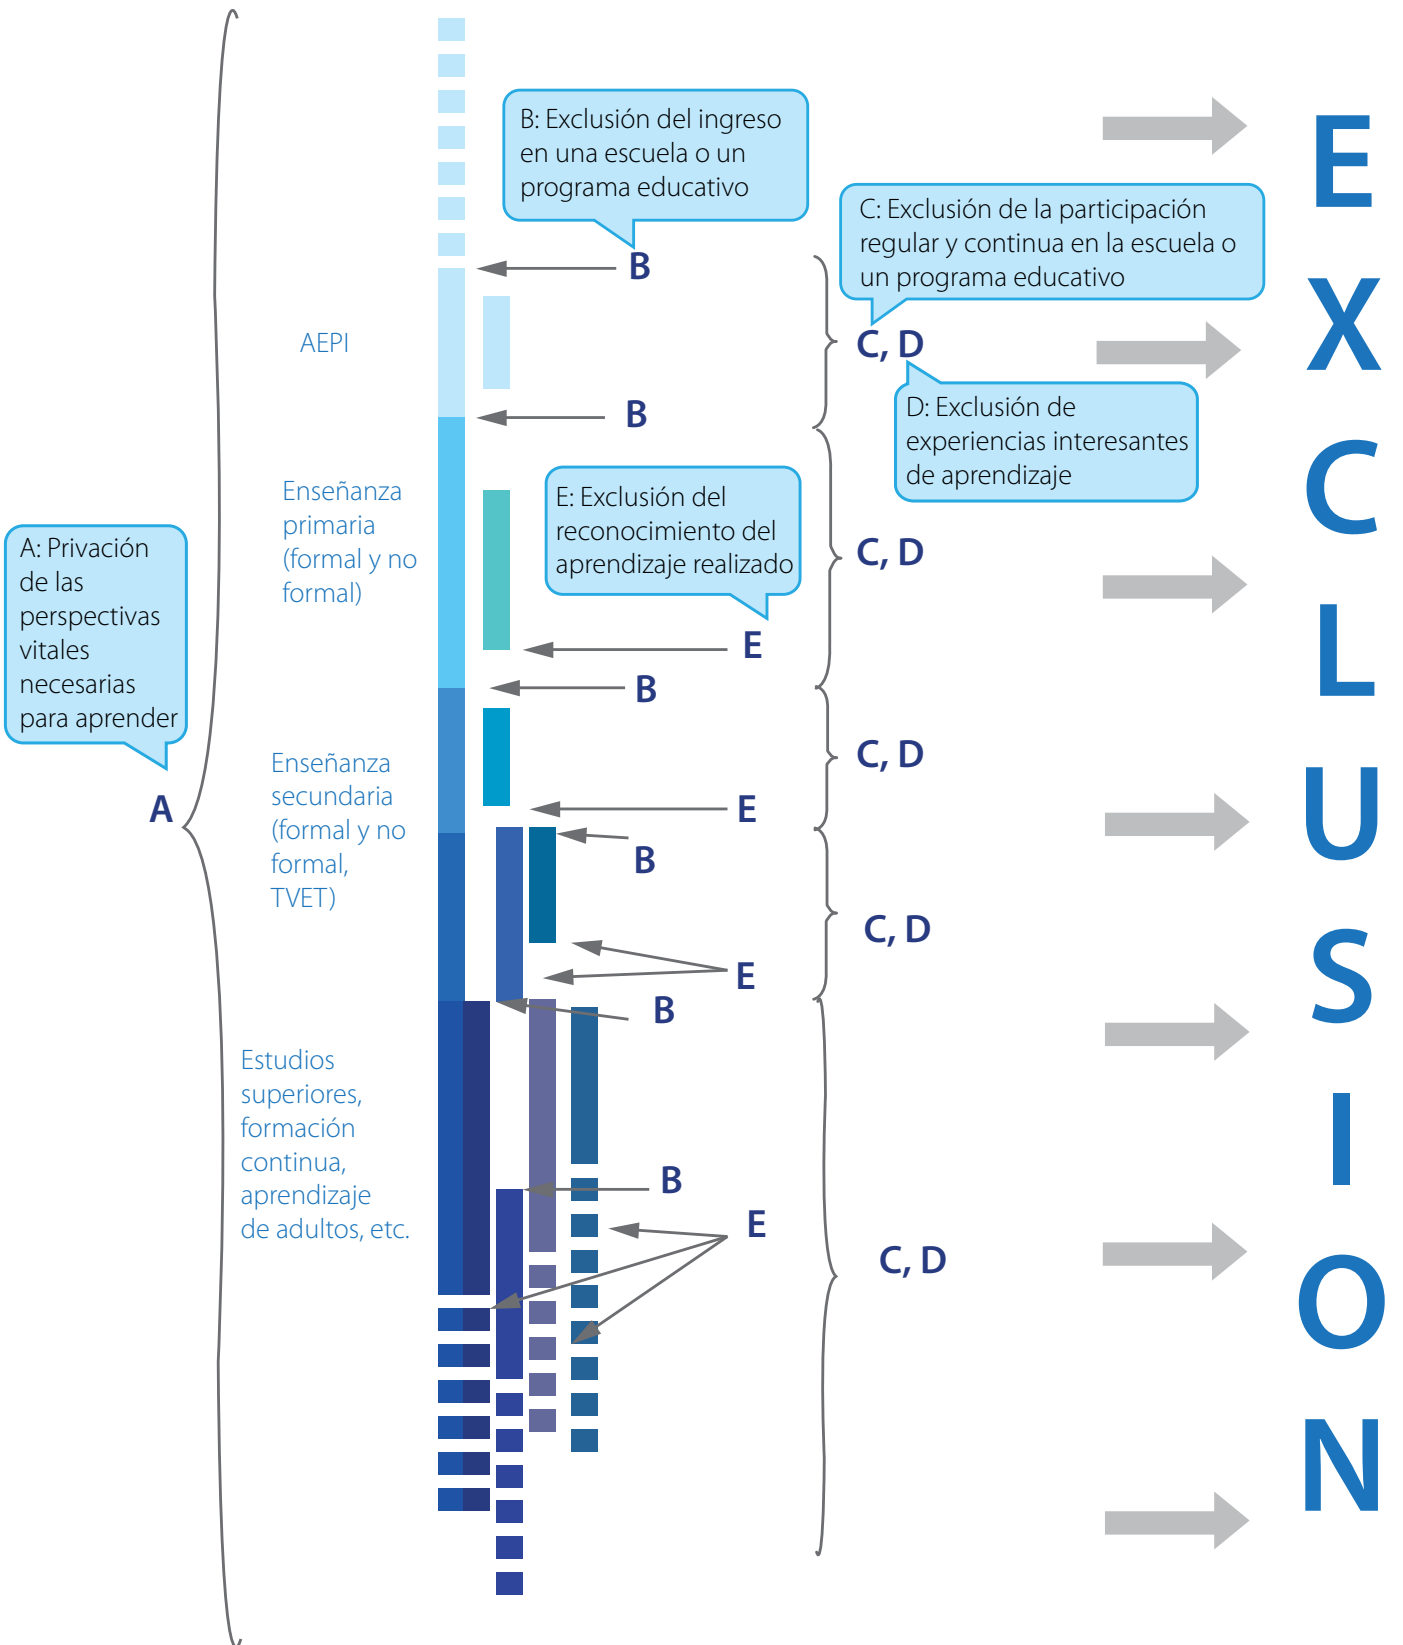 B: Exclusión del ingreso
en una escuela o un
programa educativo
B
C: Exclusión de la participación
regular y continua en la escuela o
un programa educativo
AEPI
C, D
D: Exclusión de
experiencias interesantes
de aprendizaje
B
Enseñanza
primaria
(formal y no
formal)
E: Exclusión del
reconocimiento del
aprendizaje realizado
C, D
A: Privación
de las
perspectivas
vitales
necesarias
para aprender
A
E
B
Enseñanza
secundaria
(formal y no
formal,
TVET)
C, D
E
B
C, D
E
B
Estudios
superiores,
formación
continua,
aprendizaje
de adultos, etc.
B
E
C, D
E
X
C
L
U
S
I
O
N